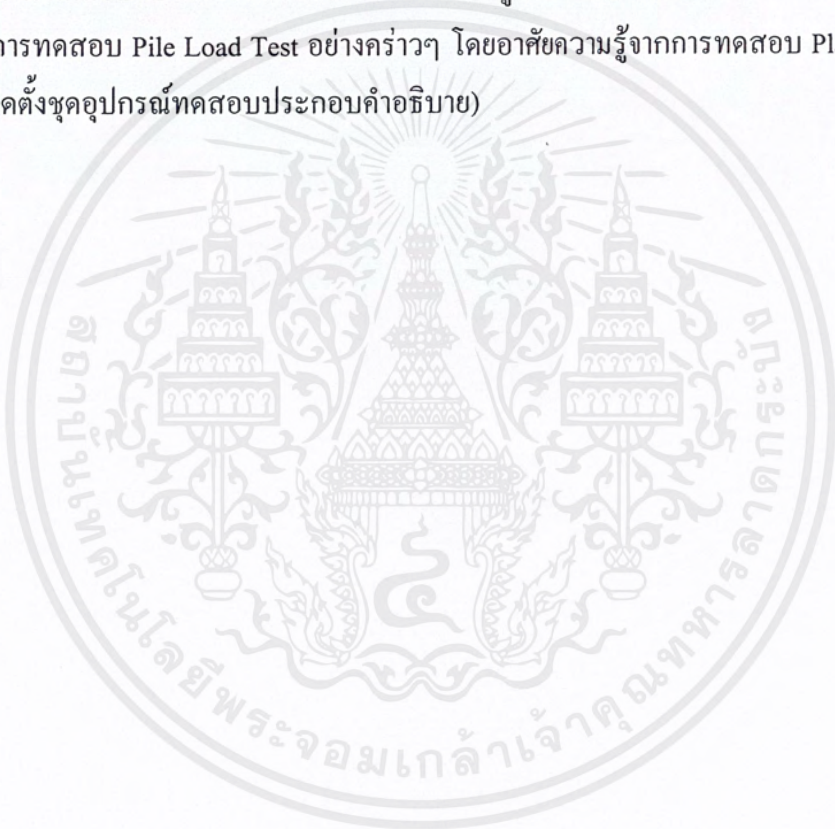 การทดสอบ Pile Load Test อย่างคร่าวๆ โดยอาศัยความรู้จากการทดสอบ Pl
ดตั้งชุดอุปกรณ์ทดสอบประกอบคำอธิบาย)
สถาบันเทคโนโลยีพระจอมเกล้าเจ้าคุณทหารลาดกระบัง